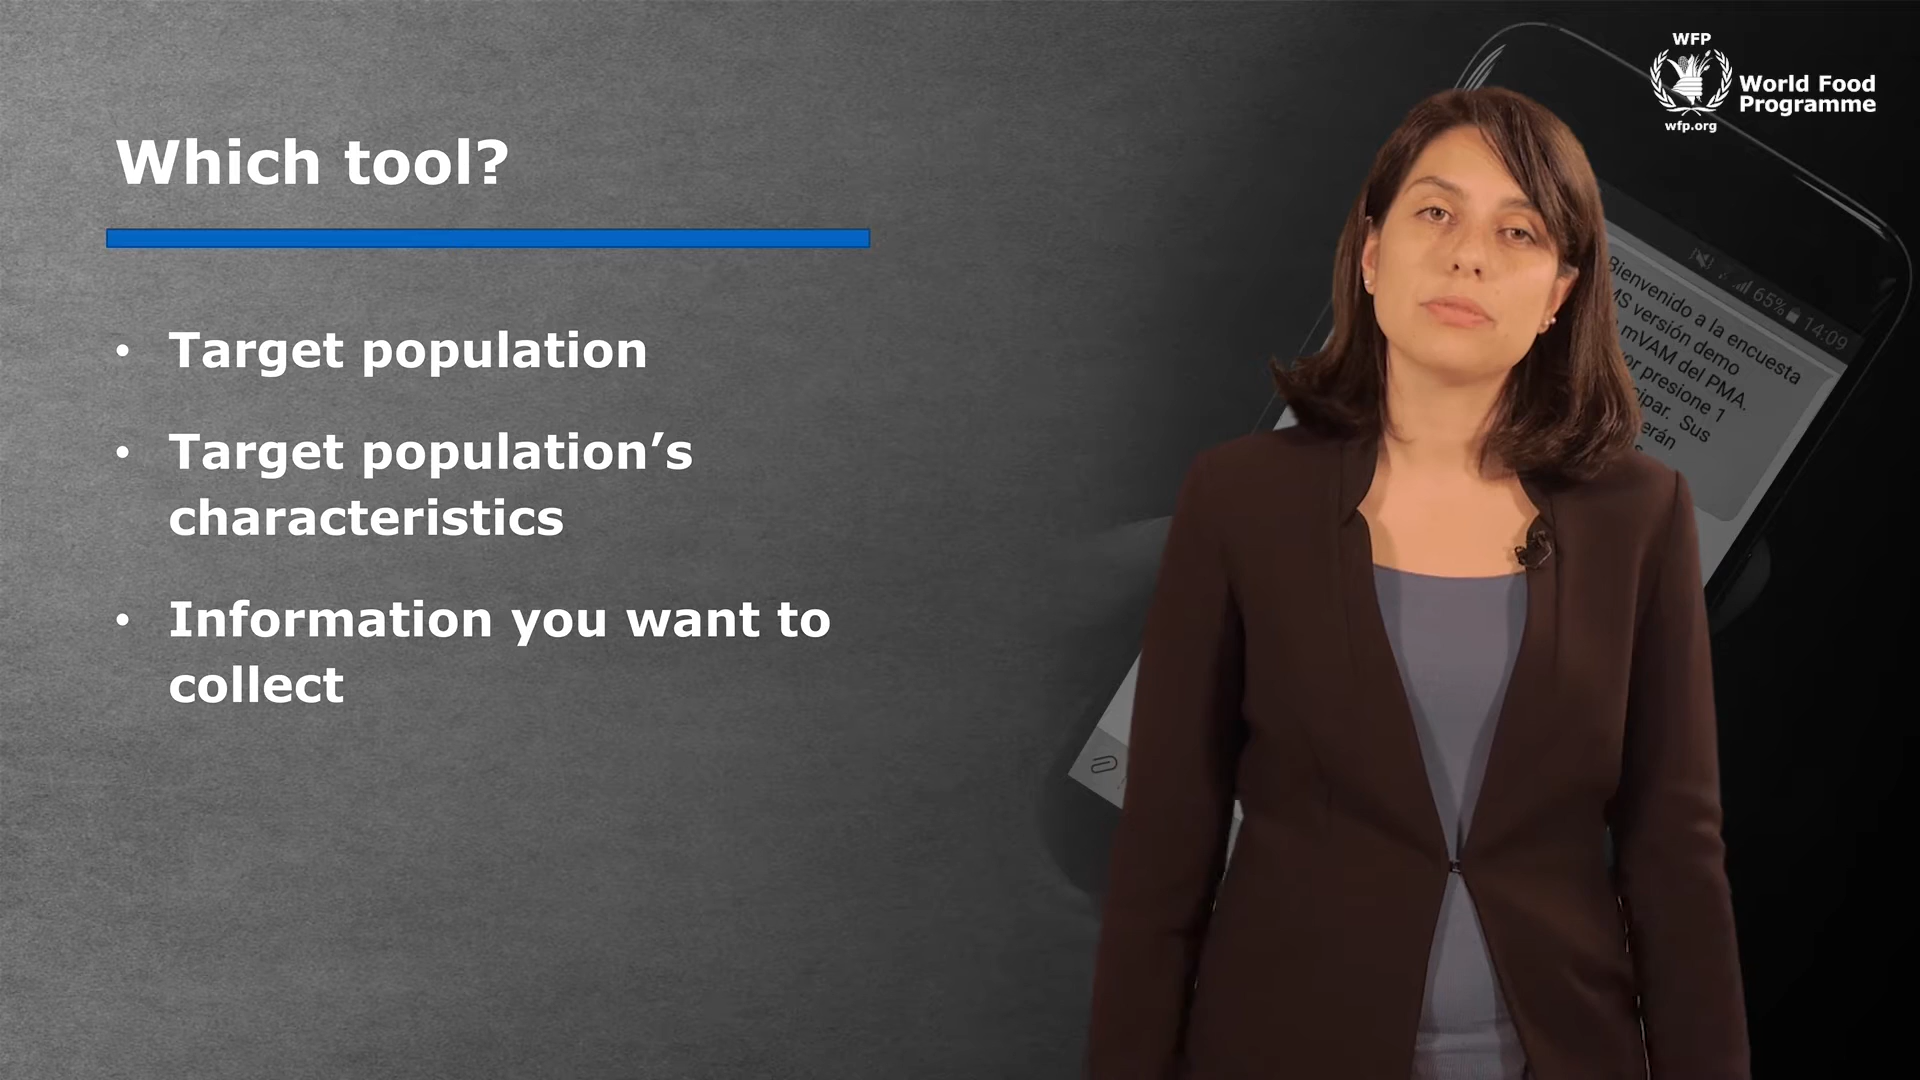 WFP
World Food
Programme
wfp.org
Which tool?
• Target population
• Target population’s
characteristics
• Information you want to
collect
65% 14:09
Bienvenido a la encuesta
MS versión demo
mVAM del PMA.
or presione 1
cipar. Sus
erán